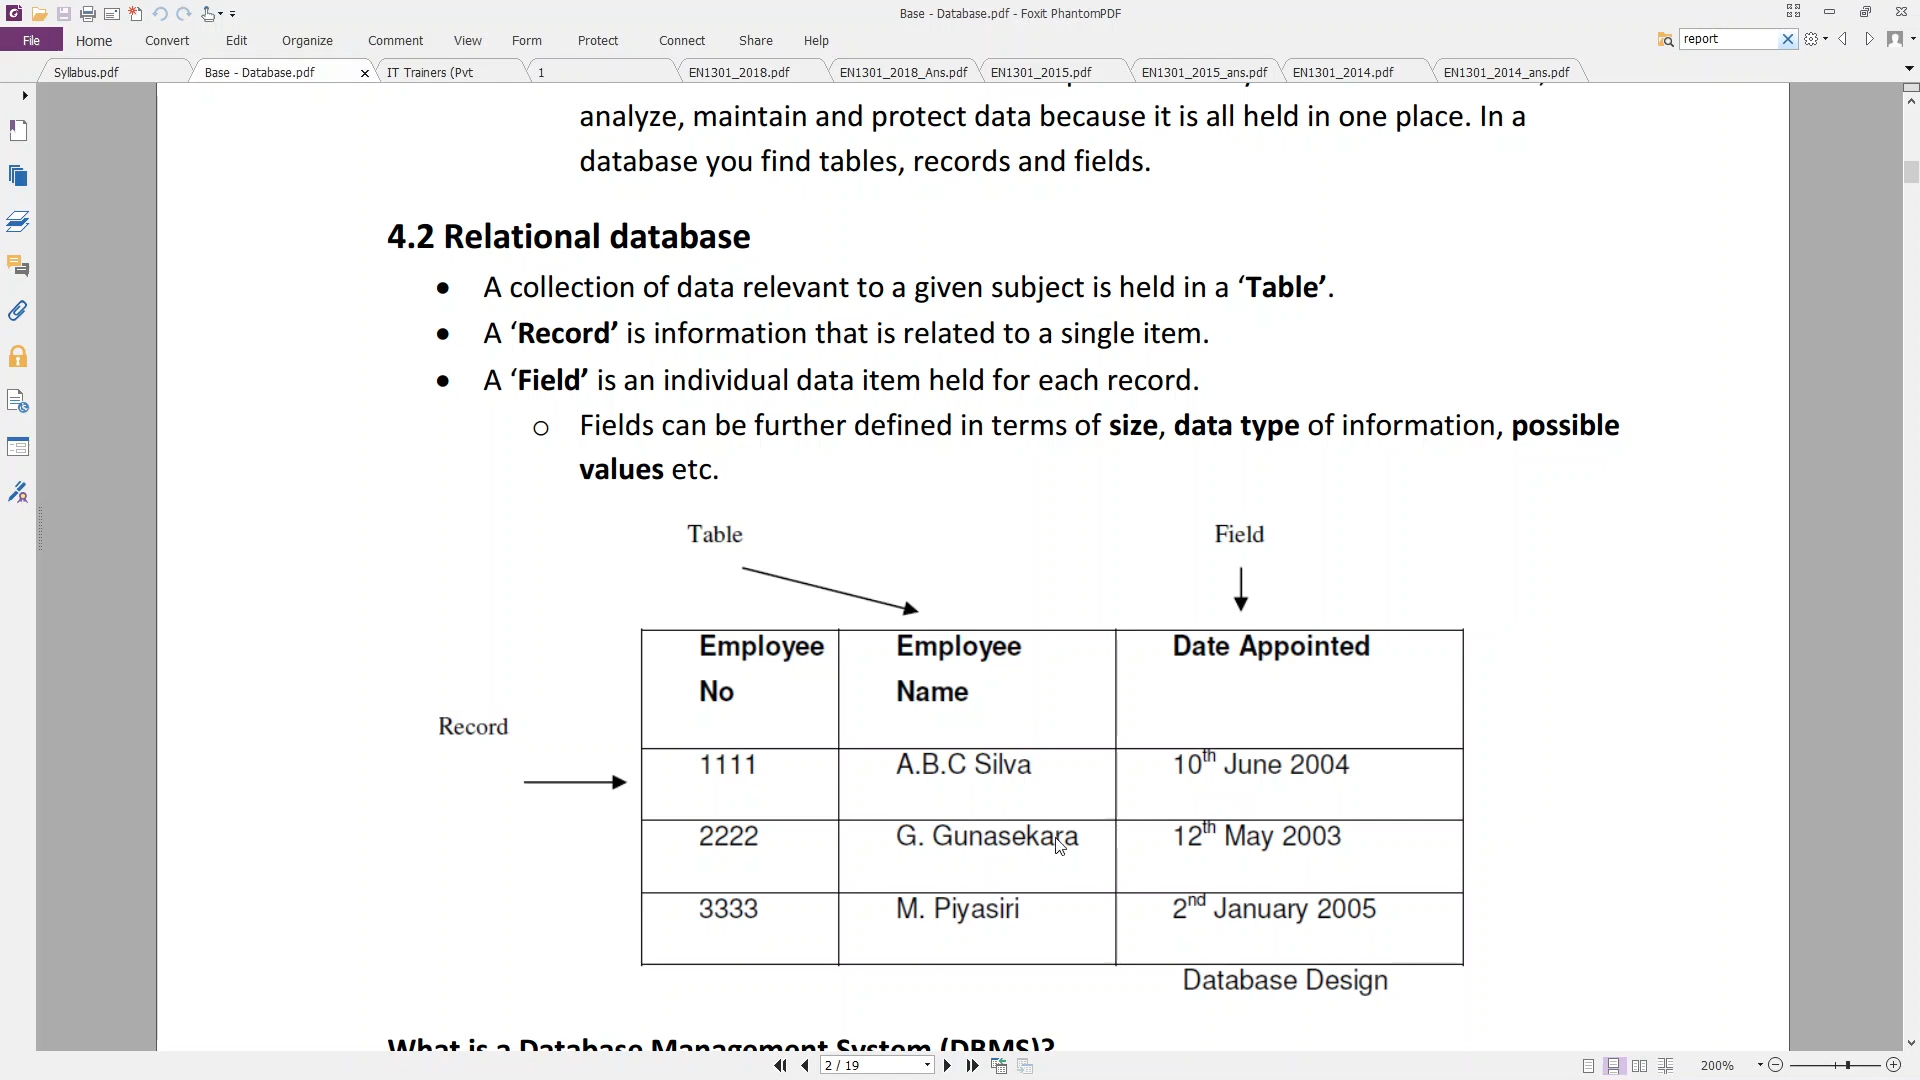 Base - Database.pdf - Foxit PhantomPDF
File Home Convert Edit Organize Comment View Form Protect Connect Share Help report
Syllabus.pdf Base - Database.pdf IT Trainers (Pvt 1 EN1301_2018.pdf EN1301_2018_Ans.pdf EN1301_2015.pdf EN1301_2015_ans.pdf EN1301_2014.pdf EN1301_2014_ans.pdf
analyze, maintain and protect data because it is all held in one place. In a
database you find tables, records and fields.
4.2 Relational database
• A collection of data relevant to a given subject is held in a ‘Table’.
• A ‘Record’ is information that is related to a single item.
• A ‘Field’ is an individual data item held for each record.
o Fields can be further defined in terms of size, data type of information, possible
values etc.
Table Field
Employee Employee Date Appointed
No Name
Record
1111 A.B.C Silva 10th June 2004
2222 G. Gunasekara 12th May 2003
3333 M. Piyasiri 2nd January 2005
Database Design
What is a Database Management System (DBMS)?
2 / 19 200%